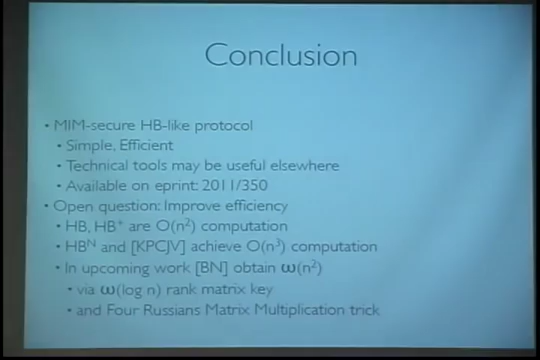 Conclusion
• MIM-secure HB-like protocol
• Simple, Efficient
• Technical tools may be useful elsewhere
• Available on eprint: 2011/350
• Open question: Improve efficiency
• HB, HB⁺ are O(n²) computation
• HBᴺ and [KPCJV] achieve O(n³) computation
• In upcoming work [BN] obtain ω(n²)
• via ω(log n) rank matrix key
• and Four Russians Matrix Multiplication trick